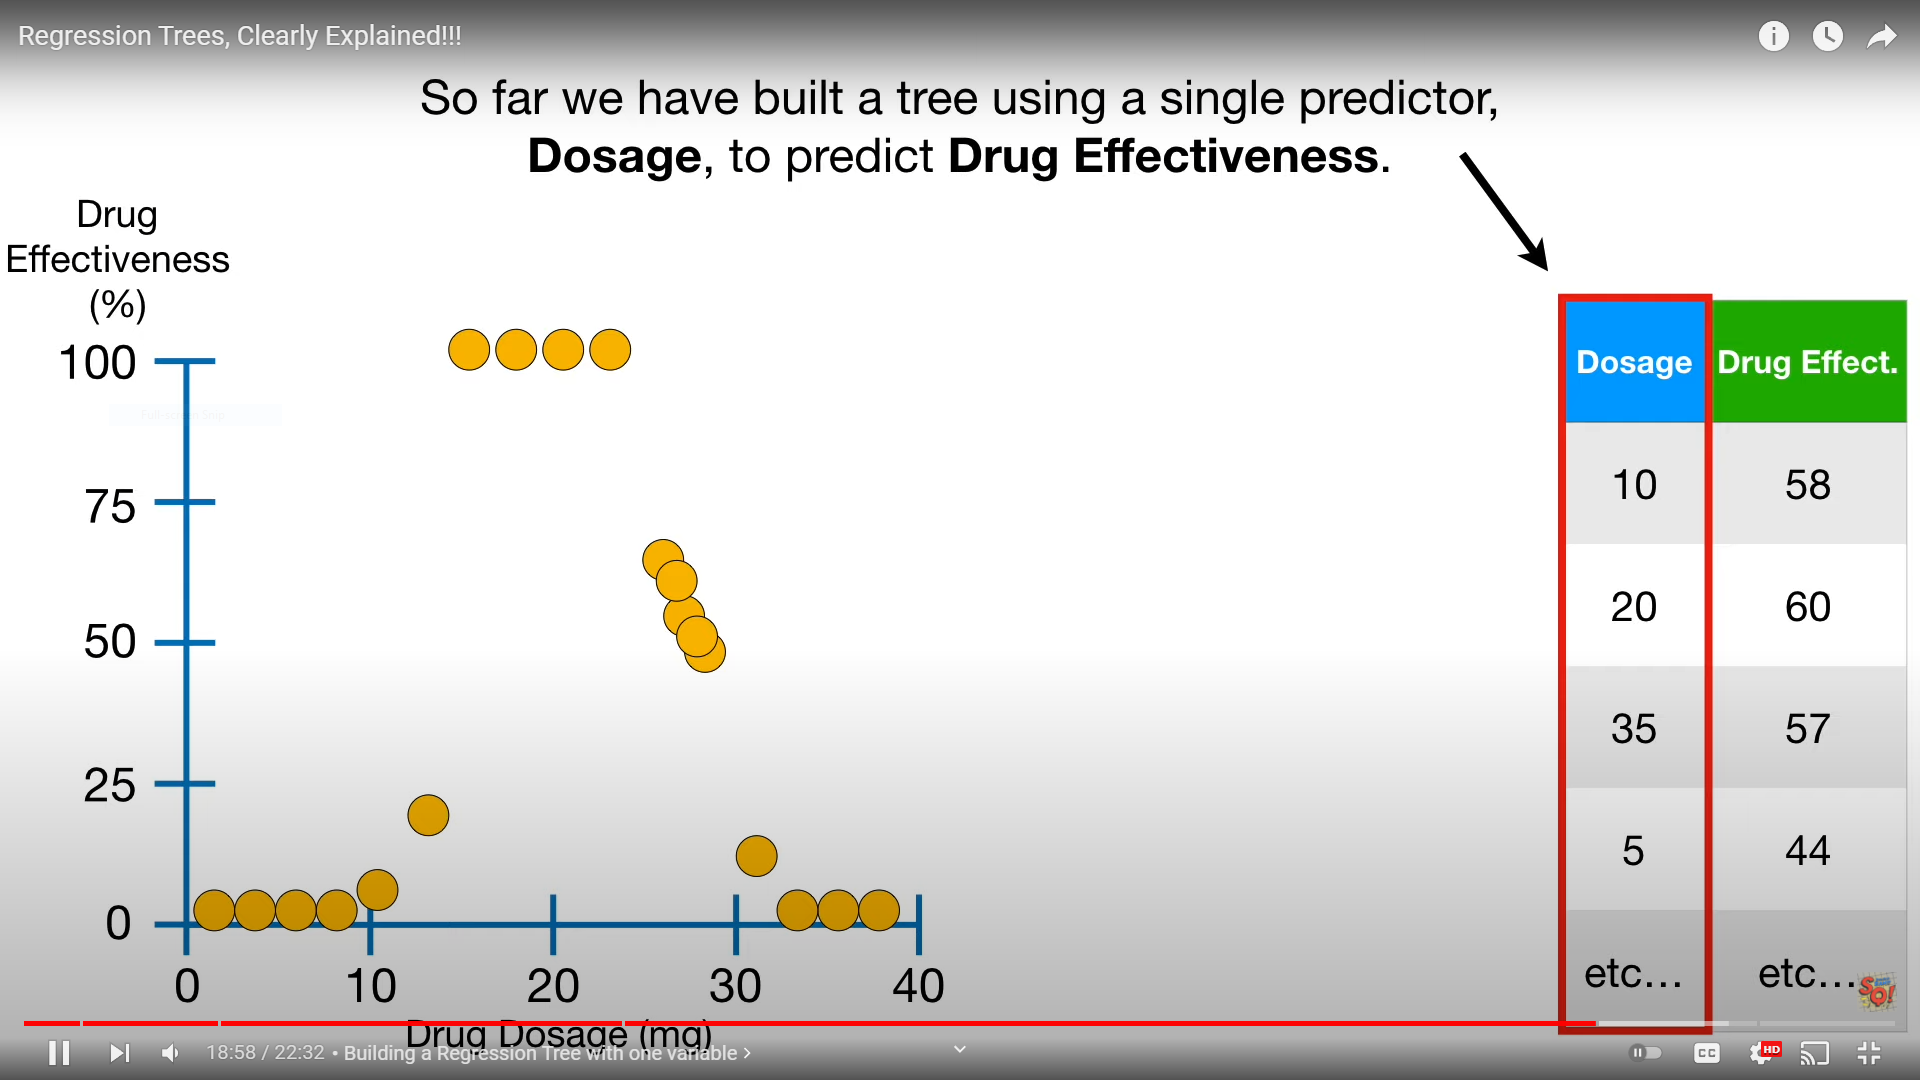 Regression Trees, Clearly Explained!!!
So far we have built a tree using a single predictor,
Dosage, to predict Drug Effectiveness.
Drug
Effectiveness
(%)
100
75
50
25
0
0 10 20 30 40
Drug Dosage (mg)
Dosage Drug Effect.
10 58
20 60
35 57
5 44
etc... etc...
SQ!
18:58 / 22:32 • Building a Regression Tree with one variable >
CC
HD